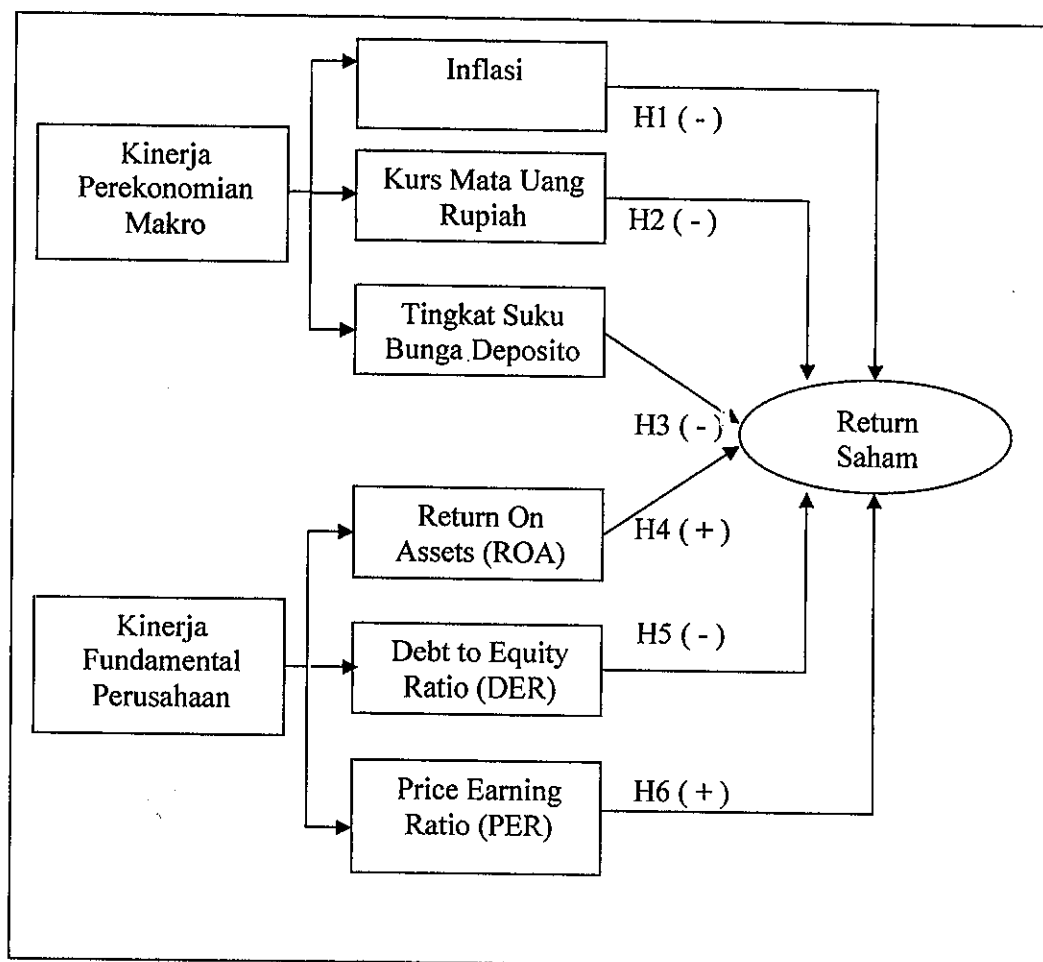 Kinerja
Perekonomian
Makro
Inflasi
H1 ( - )
Kurs Mata Uang
Rupiah
H2 ( - )
Tingkat Suku
Bunga Deposito
H3 ( - )
Return
Saham
Kinerja
Fundamental
Perusahaan
Return On
Assets (ROA)
H4 ( + )
Debt to Equity
Ratio (DER)
H5 ( - )
Price Earning
Ratio (PER)
H6 ( + )